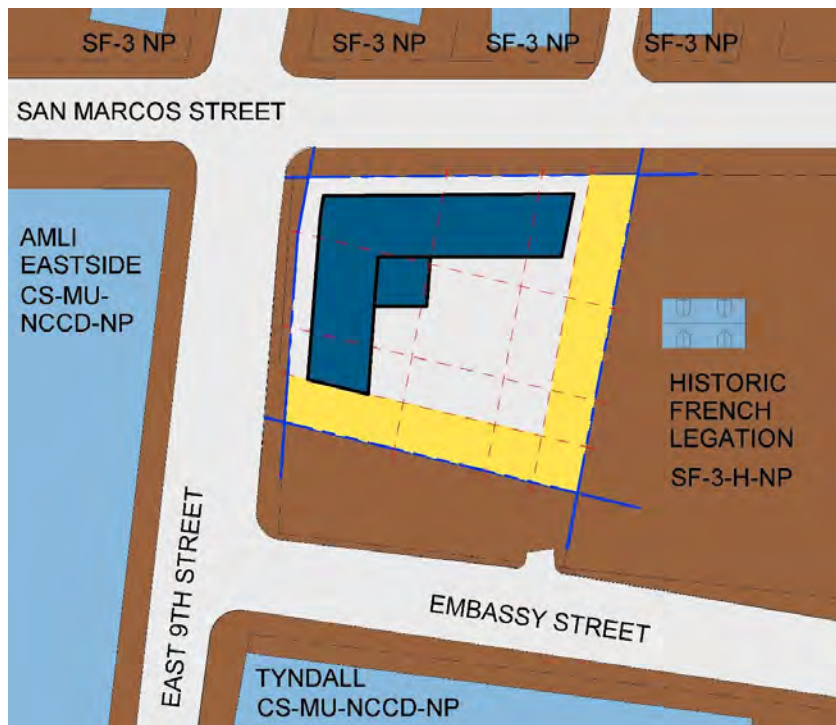 SF-3 NP
SF-3 NP
SF-3 NP
SF-3 NP
SAN MARCOS STREET
AMLI
EASTSIDE
CS-MU-
NCCD-NP
HISTORIC
FRENCH
LEGATION
SF-3-H-NP
EAST 9TH STREET
EMBASSY STREET
TYNDALL
CS-MU-NCCD-NP